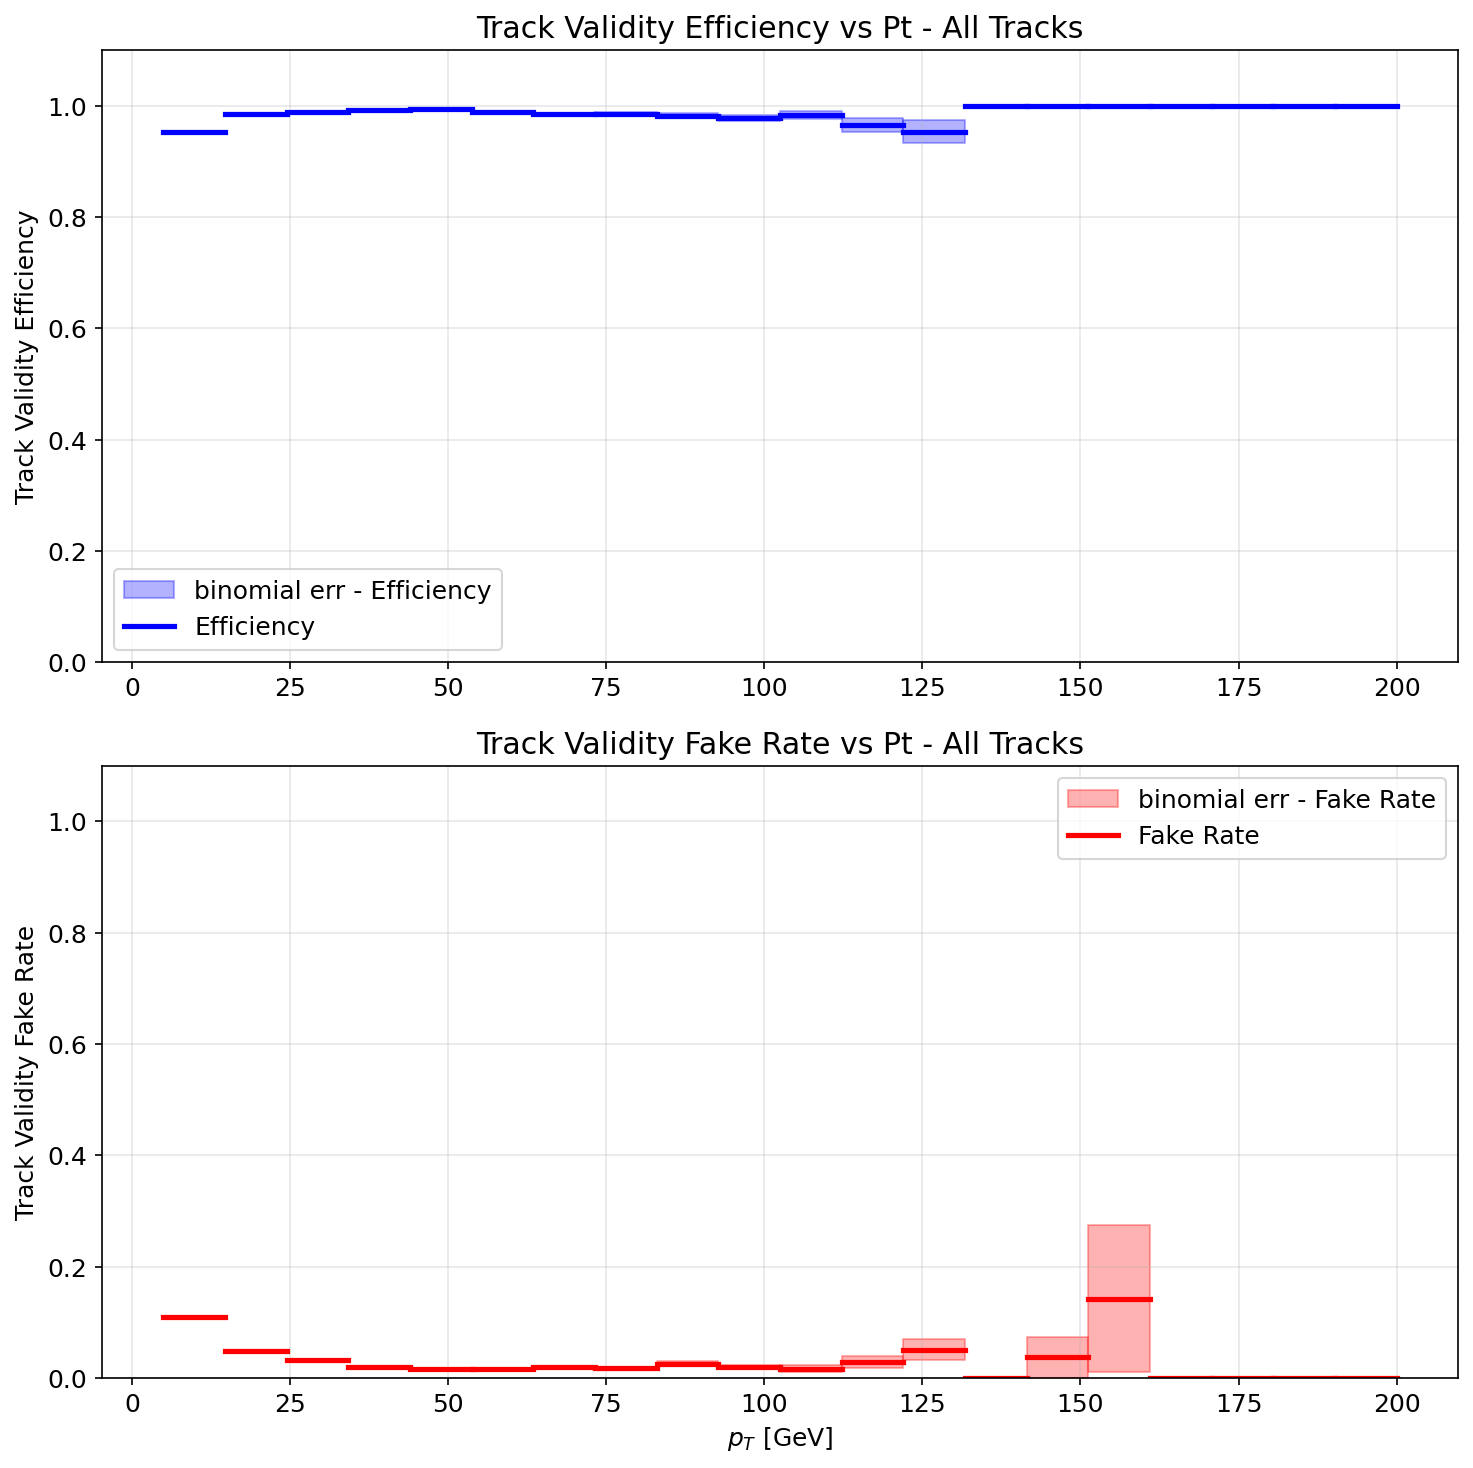 Track Validity Efficiency vs Pt - All Tracks
Track Validity Efficiency
1.0
0.8
0.6
0.4
0.2
0.0
binomial err - Efficiency
Efficiency
0 25 50 75 100 125 150 175 200
Track Validity Fake Rate vs Pt - All Tracks
Track Validity Fake Rate
binomial err - Fake Rate
Fake Rate
1.0
0.8
0.6
0.4
0.2
0.0
0 25 50 75 100 125 150 175 200
p_T [GeV]